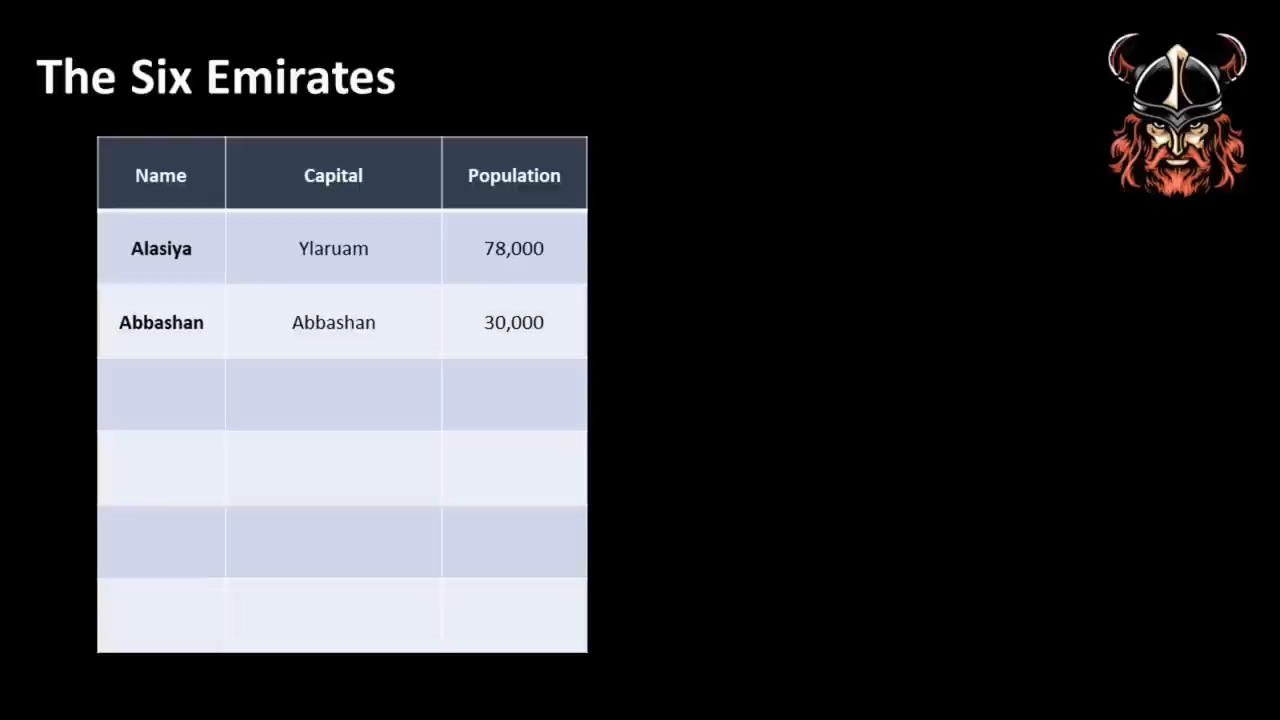 The Six Emirates
Name Capital Population
Alasiya Ylaruam 78,000
Abbashan Abbashan 30,000